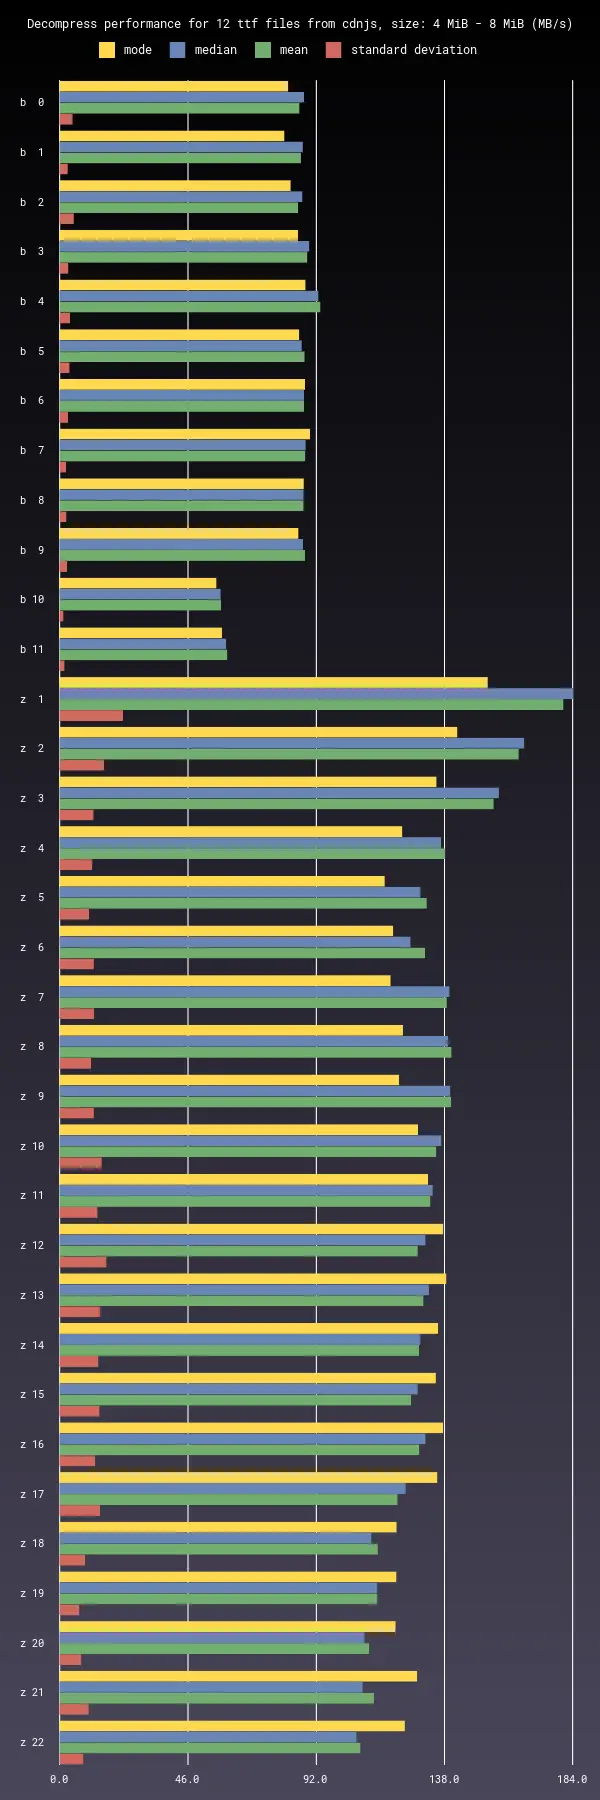 Decompress performance for 12 ttf files from cdnjs, size: 4 MiB - 8 MiB (MB/s)
mode median mean standard deviation
b 0
b 1
b 2
b 3
b 4
b 5
b 6
b 7
b 8
b 9
b 10
b 11
z 1
z 2
z 3
z 4
z 5
z 6
z 7
z 8
z 9
z 10
z 11
z 12
z 13
z 14
z 15
z 16
z 17
z 18
z 19
z 20
z 21
z 22
0.0 46.0 92.0 138.0 184.0